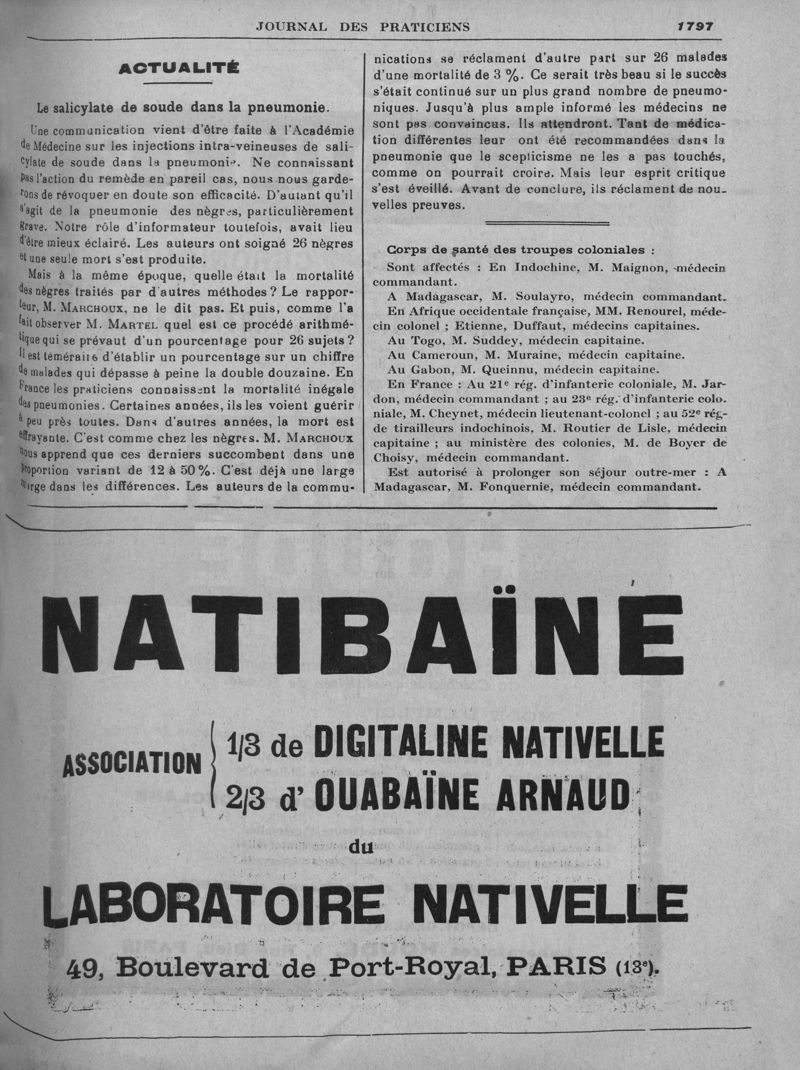 JOURNAL DES PRATICIENS 1797
ACTUALITÉ
Le salicylate de soude dans la pneumonie.
Une communication vient d'être faite à l'Académie
de Médecine sur les injections intra-veineuses de sali-
cylate de soude dans la pneumonie. Ne connaissant
pas l'action du remède en pareil cas, nous nous garde-
rons de révoquer en doute son efficacité. D'autant qu'il
s'agit de la pneumonie des nègres, particulièrement
grave. Notre rôle d'informateur toutefois, avait lieu
d'être mieux éclairé. Les auteurs ont soigné 26 nègres
et une seule mort s'est produite.
Mais à la même époque, quelle était la mortalité
des nègres traités par d'autres méthodes ? Le rappor-
teur, M. MARCHOUX, ne le dit pas. Et puis, comme l'a
fait observer M. MARTEL quel est ce procédé arithmé-
tique qui se prévaut d'un pourcentage pour 26 sujets ?
Il est téméraire d'établir un pourcentage sur un chiffre
de malades qui dépasse à peine la double douzaine. En
France les praticiens connaissent la mortalité inégale
des pneumonies. Certaines années, ils les voient guérir
à peu près toutes. Dans d'autres années, la mort est
effrayante. C'est comme chez les nègres. M. MARCHOUX
nous apprend que ces derniers succombent dans une
proportion variant de 12 à 50 %. C'est déjà une large
marge dans les différences. Les auteurs de la commu-
nications se réclament d'autre part sur 26 malades
d'une mortalité de 3 %. Ce serait très beau si le succès
s'était continué sur un plus grand nombre de pneumo-
niques. Jusqu'à plus ample informé les médecins ne
sont pas convaincus. Ils attendront. Tant de médica-
tion différentes leur ont été recommandées dans la
pneumonie que le scepticisme ne les a pas touchés,
comme on pourrait croire. Mais leur esprit critique
s'est éveillé. Avant de conclure, ils réclament de nou-
velles preuves.
Corps de santé des troupes coloniales :
Sont affectés : En Indochine, M. Maignon, médecin
commandant.
A Madagascar, M. Soulayro, médecin commandant.
En Afrique occidentale française, MM. Renourel, méde-
cin colonel ; Etienne, Duffaut, médecins capitaines.
Au Togo, M. Suddey, médecin capitaine.
Au Cameroun, M. Muraine, médecin capitaine.
Au Gabon, M. Queinnu, médecin capitaine.
En France : Au 21e rég. d'infanterie coloniale, M. Jar-
don, médecin commandant ; au 23e rég. d'infanterie colo.
niale, M. Cheynet, médecin lieutenant-colonel ; au 52e rég-
de tirailleurs indochinois, M. Routier de Lisle, médecin
capitaine ; au ministère des colonies, M. de Boyer de
Choisy, médecin commandant.
Est autorisé à prolonger son séjour outre-mer : A
Madagascar, M. Fonquernie, médecin commandant.
NATIBAÏNE
ASSOCIATION
1/3 de DIGITALINE NATIVELLE
2/3 d' OUABAÏNE ARNAUD
du
LABORATOIRE NATIVELLE
49, Boulevard de Port-Royal, PARIS (13e).